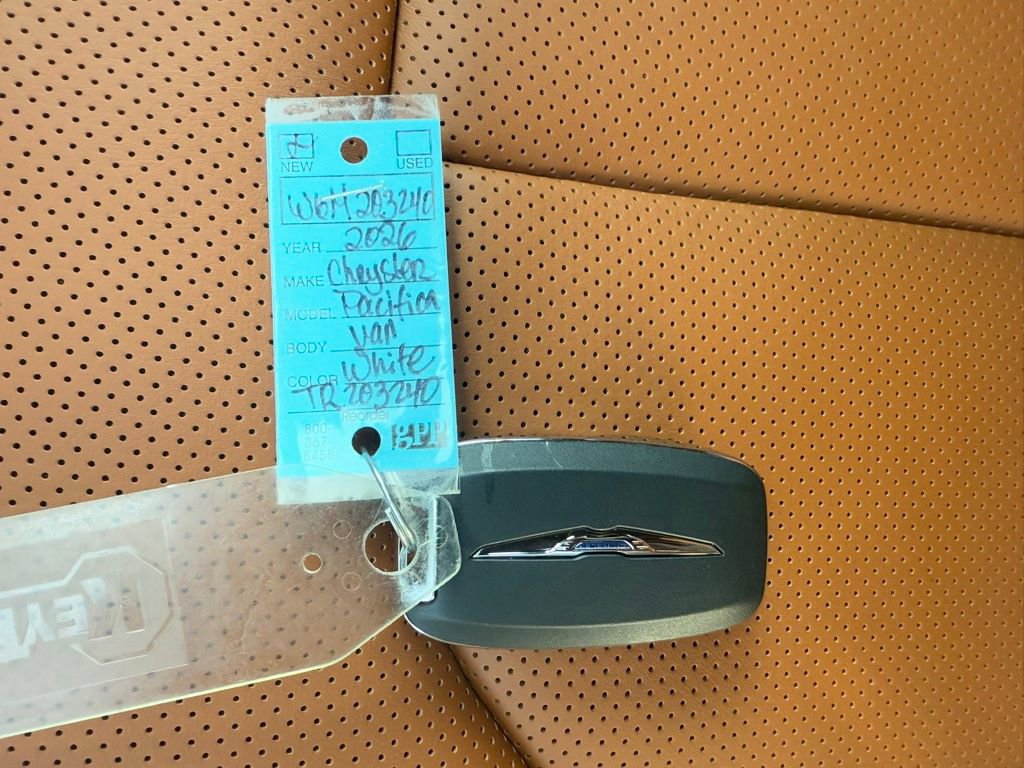 NEW USED
W6H203240
YEAR 2026
MAKE Chrysler
MODEL Pacifica
BODY Van
COLOR White
TR 203240
Reorder
800-
367-
8458
BPP
CHRYSLER